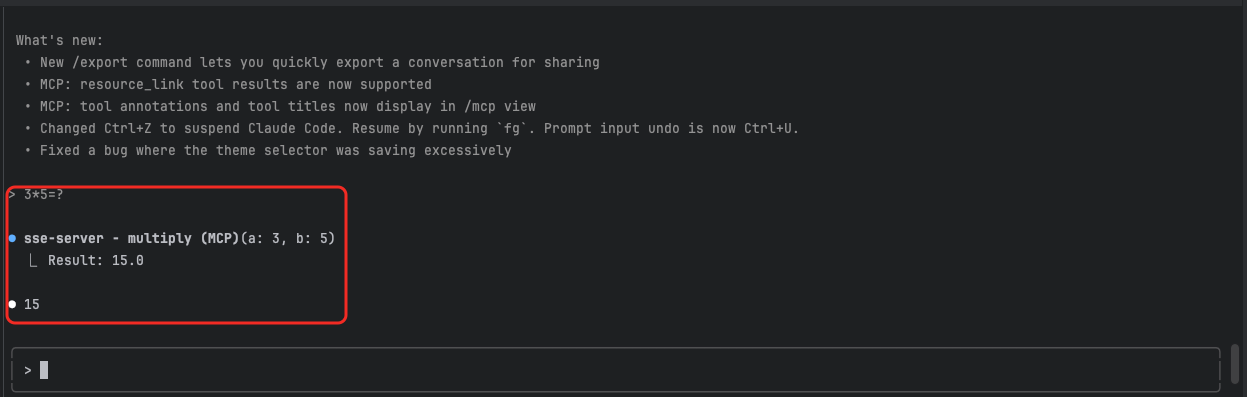 What's new:
• New /export command lets you quickly export a conversation for sharing
• MCP: resource_link tool results are now supported
• MCP: tool annotations and tool titles now display in /mcp view
• Changed Ctrl+Z to suspend Claude Code. Resume by running `fg`. Prompt input undo is now Ctrl+U.
• Fixed a bug where the theme selector was saving excessively
> 3*5=?
● sse-server - multiply (MCP)(a: 3, b: 5)
⎿ Result: 15.0
● 15
>